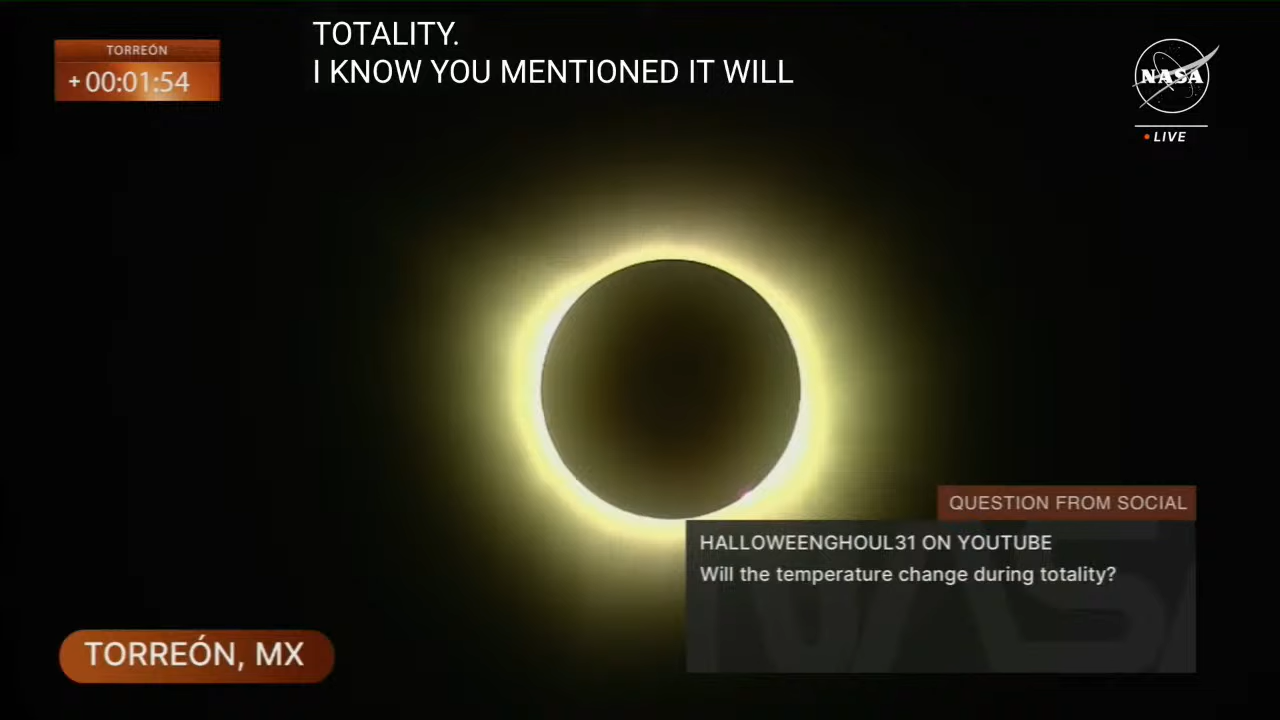 TORREÓN
+ 00:01:54
TOTALITY.
I KNOW YOU MENTIONED IT WILL
NASA
LIVE
QUESTION FROM SOCIAL
HALLOWEENGHOUL31 ON YOUTUBE
Will the temperature change during totality?
TORREÓN, MX